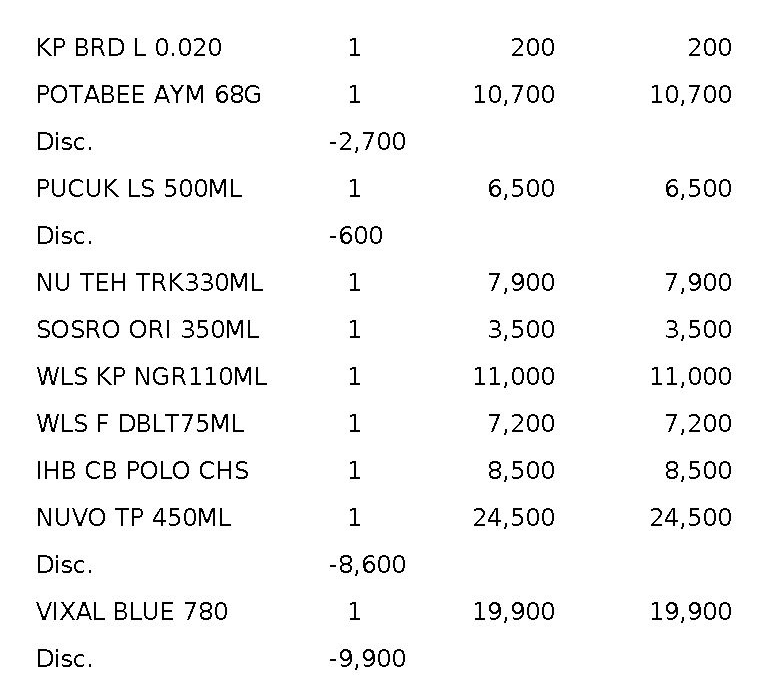 KP BRD L 0.020 1 200 200
POTABEE AYM 68G 1 10,700 10,700
Disc. -2,700
PUCUK LS 500ML 1 6,500 6,500
Disc. -600
NU TEH TRK330ML 1 7,900 7,900
SOSRO ORI 350ML 1 3,500 3,500
WLS KP NGR110ML 1 11,000 11,000
WLS F DBLT75ML 1 7,200 7,200
IHB CB POLO CHS 1 8,500 8,500
NUVO TP 450ML 1 24,500 24,500
Disc. -8,600
VIXAL BLUE 780 1 19,900 19,900
Disc. -9,900